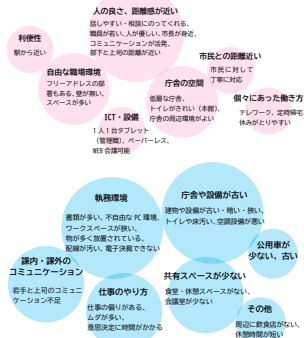 人の良さ、距離感が近い
話しやすい・相談にのってくれる、
職員が若い、人が優しい、市長が身近、
コミュニケーションが活発、
部下と上司の距離が近い
利便性
駅から近い
自由な職場環境
フリーアドレスの部
署もある、壁が無い、
スペースが多い
庁舎の空間
低層な庁舎、
トイレがきれい（本館）、
庁舎の周辺環境がよい
市民との距離近い
市民に対して
丁寧に対応
ICT・設備
1人1台タブレット
（管理職）、ペーパーレス、
WEB会議可能
個々にあった働き方
テレワーク、定時帰宅、
休みがとりやすい
執務環境
書類が多い、不自由なPC環境、
ワークスペースが狭い、
物が多く放置されている、
配線が汚い、電子決裁できない
庁舎や設備が古い
建物や設備が古い・暗い・狭い、
トイレや床汚い、空調設備が悪い
公用車が
少ない、古い
課内・課外の
コミュニケーション
若手と上司のコミュニ
ケーション不足
仕事のやり方
仕事の偏りがある、
ムダが多い、
意思決定に時間がかかる
共有スペースが少ない
食堂・休憩スペースがない、
会議室が少ない
その他
周辺に飲食店がない、
休憩時間が短い